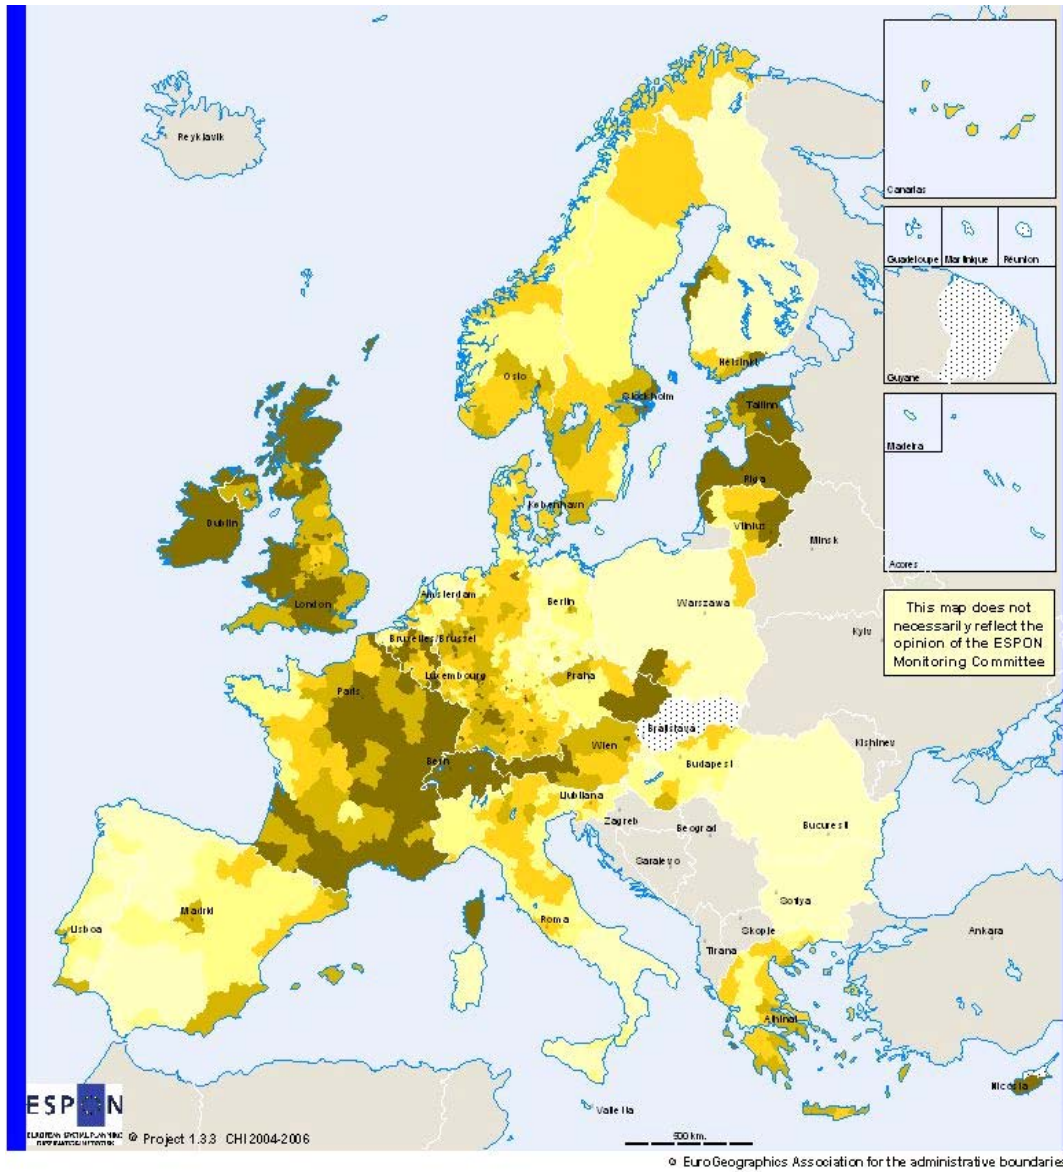 Reykjavik
Canarias
Guadeloupe
Martinique
Réunion
Guyane
Madeira
Acores
This map does not
necessarily reflect the
opinion of the ESPON
Monitoring Committee
Oslo
Helsinki
Stockholm
Tallinn
Riga
Vilnius
Minsk
København
Dublin
London
Amsterdam
Berlin
Warszawa
Bruxelles/Brussel
Luxembourg
Praha
Kyiv
Paris
Bratislava
Wien
Kishinev
Bern
Budapest
Ljubljana
Zagreb
Beograd
Bucuresti
Sarajevo
Sofiya
Skopje
Tirana
Ankara
Madrid
Lisboa
Roma
Athinai
Nicosia
Valletta
ESPON
© Project 1.3.3 CHI 2004-2006
500 km.
© EuroGeographics Association for the administrative boundaries